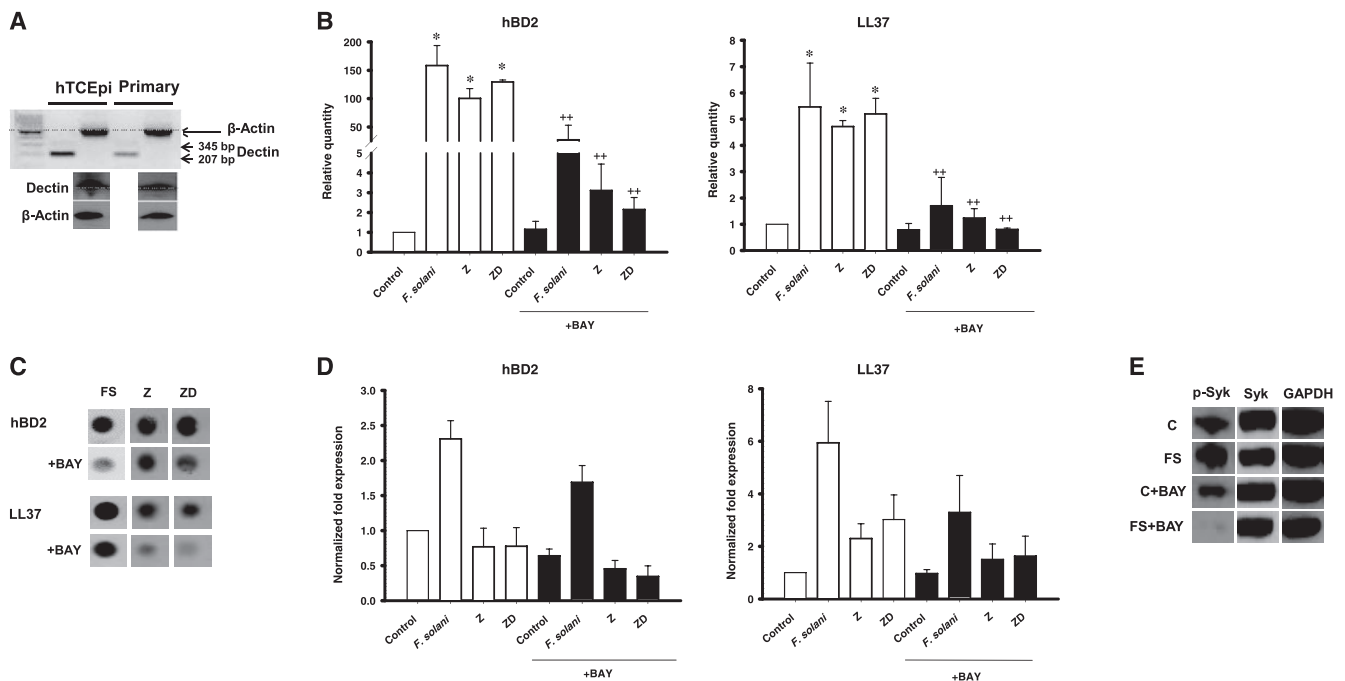 A
hTCEpi Primary
β-Actin
345 bp
207 bp
Dectin
Dectin
β-Actin
B
hBD2
Relative quantity
200
150
100
50
5
4
3
2
1
0
*
*
*
++
++
++
Control
F. solani
Z
ZD
Control
F. solani
Z
ZD
+BAY
LL37
Relative quantity
8
7
6
5
4
3
2
1
0
*
*
*
++
++
++
Control
F. solani
Z
ZD
Control
F. solani
Z
ZD
+BAY
C
FS Z ZD
hBD2
+BAY
LL37
+BAY
D
hBD2
Normalized fold expression
3.0
2.5
2.0
1.5
1.0
0.5
0.0
Control
F. solani
Z
ZD
Control
F. solani
Z
ZD
+BAY
LL37
Normalized fold expression
8
6
4
2
0
Control
F. solani
Z
ZD
Control
F. solani
Z
ZD
+BAY
E
p-Syk Syk GAPDH
C
FS
C+BAY
FS+BAY